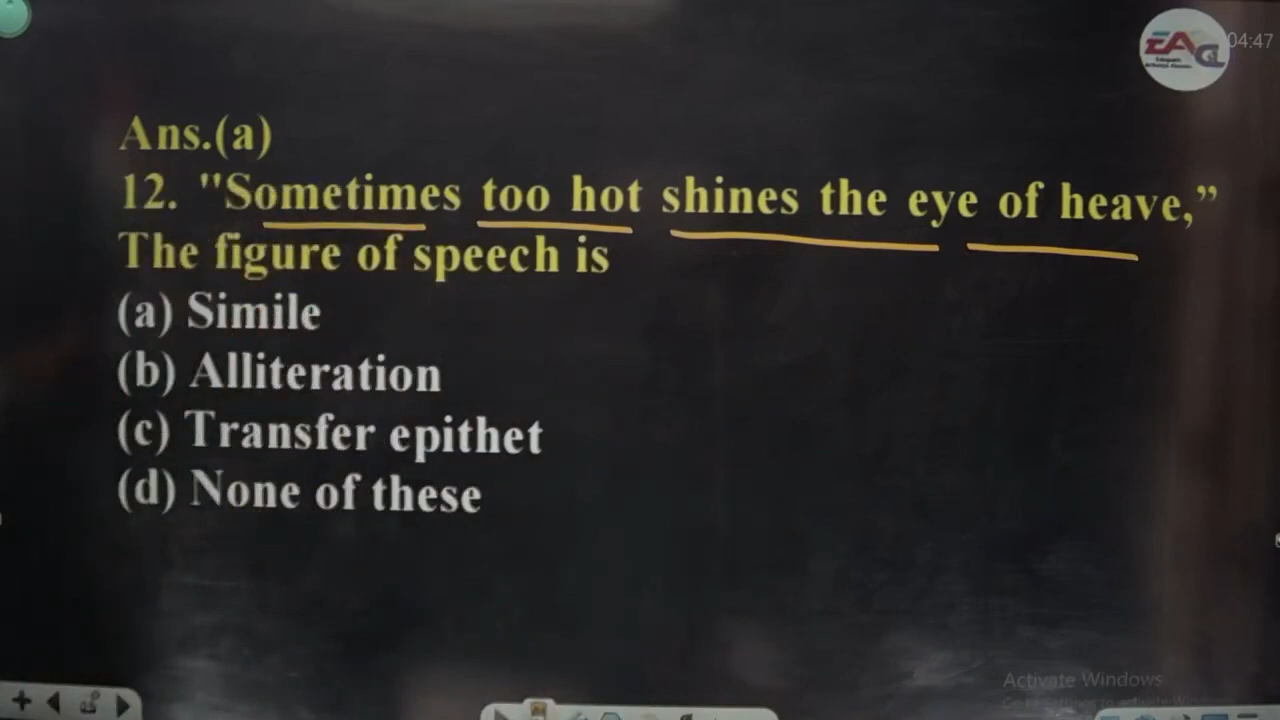 EAC
04:47
Ans.(a)
12. "Sometimes too hot shines the eye of heave,”
The figure of speech is
(a) Simile
(b) Alliteration
(c) Transfer epithet
(d) None of these
Activate Windows